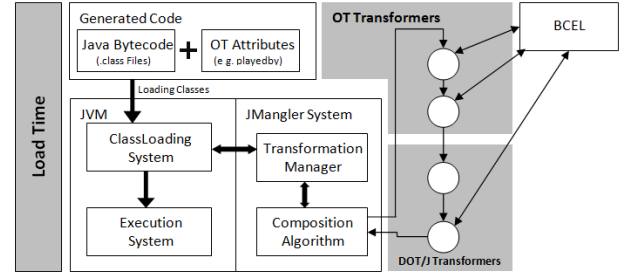 Load Time
Generated Code
Java Bytecode
(.class Files)
+
OT Attributes
(e.g. playedby)
Loading Classes
JVM
ClassLoading
System
Execution
System
JMangler System
Transformation
Manager
Composition
Algorithm
OT Transformers
BCEL
DOT/J Transformers